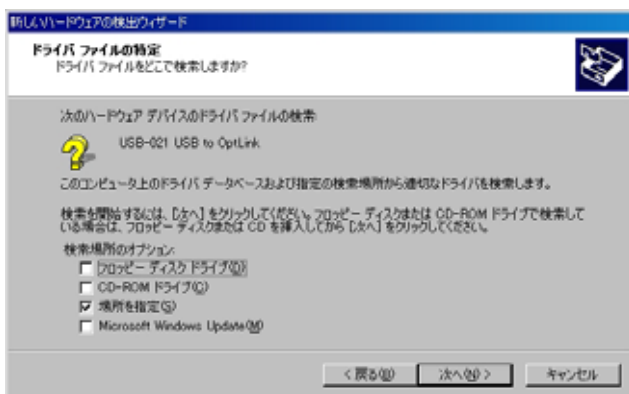 新しいハードウェアの検出ウィザード
ドライバ ファイルの特定
ドライバ ファイルをどこで検索しますか?
次のハードウェア デバイスのドライバ ファイルの検索:
USB-021 USB to OptLink
このコンピュータ上のドライバ データベースおよび指定の検索場所から適切なドライバを検索します。
検索を開始するには、[次へ] をクリックしてください。フロッピー ディスクまたは CD-ROM ドライブで検索して
いる場合は、フロッピー ディスクまたは CD を挿入してから [次へ] をクリックしてください。
検索場所のオプション:
フロッピー ディスク ドライブ(D)
CD-ROM ドライブ(C)
場所を指定(S)
Microsoft Windows Update(M)
< 戻る(B)
次へ(N) >
キャンセル